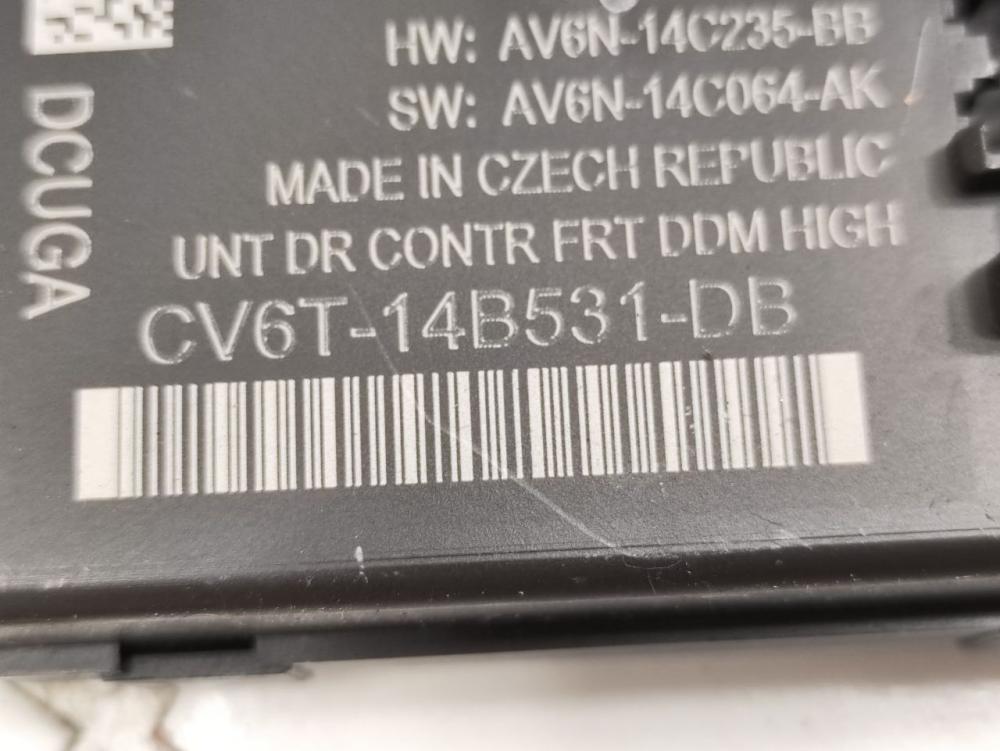 HW: AV6N-14C235-BB
SW: AV6N-14C064-AK
MADE IN CZECH REPUBLIC
UNT DR CONTR FRT DDM HIGH
CV6T-14B531-DB
DCUGA